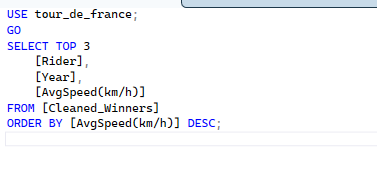 USE tour_de_france;
GO
SELECT TOP 3
[Rider],
[Year],
[AvgSpeed(km/h)]
FROM [Cleaned_Winners]
ORDER BY [AvgSpeed(km/h)] DESC;